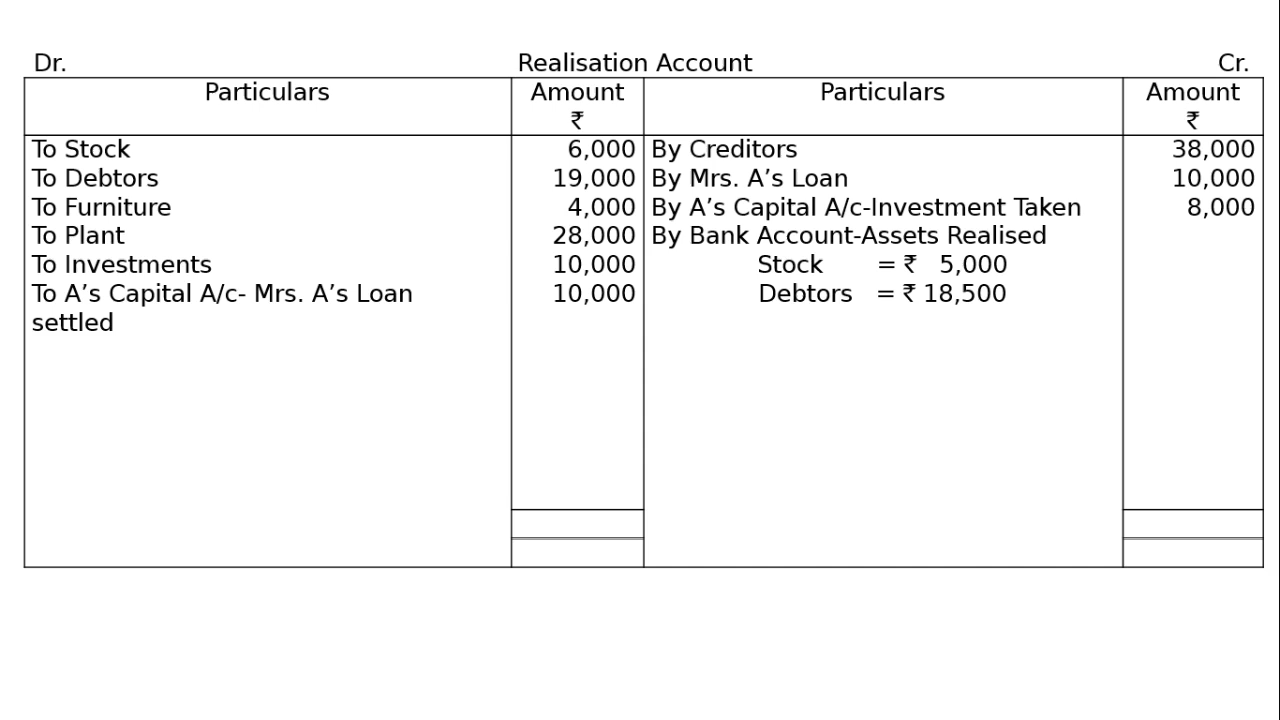 Dr. Realisation Account Cr.
Particulars Amount Particulars Amount
₹ ₹
To Stock 6,000 By Creditors 38,000
To Debtors 19,000 By Mrs. A’s Loan 10,000
To Furniture 4,000 By A’s Capital A/c-Investment Taken 8,000
To Plant 28,000 By Bank Account-Assets Realised
To Investments 10,000 Stock = ₹ 5,000
To A’s Capital A/c- Mrs. A’s Loan 10,000 Debtors = ₹ 18,500
settled